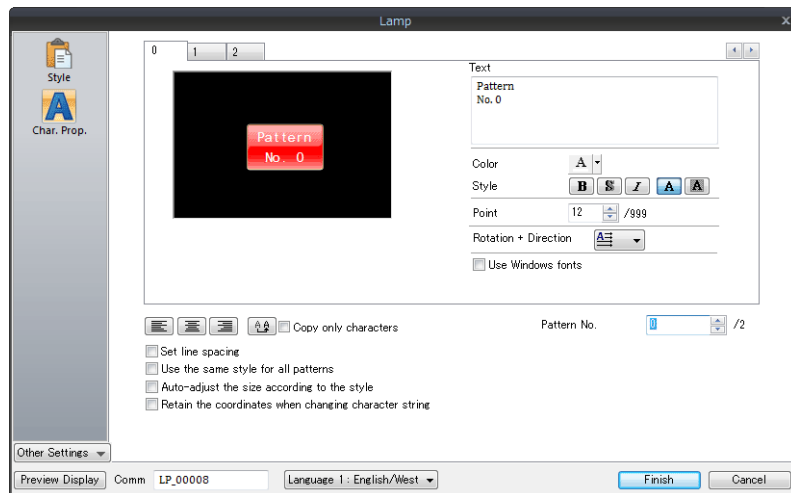 Lamp
x
Style
Char. Prop.
0
1
2
Pattern
No. 0
Text
Pattern
No. 0
Color
A
Style
B S I A A
Point
12
/999
Rotation + Direction
A
Use Windows fonts
Copy only characters
Pattern No.
0
/2
Set line spacing
Use the same style for all patterns
Auto-adjust the size according to the style
Retain the coordinates when changing character string
Other Settings
Preview Display
Comm
LP_00008
Language 1 : English/West
Finish
Cancel